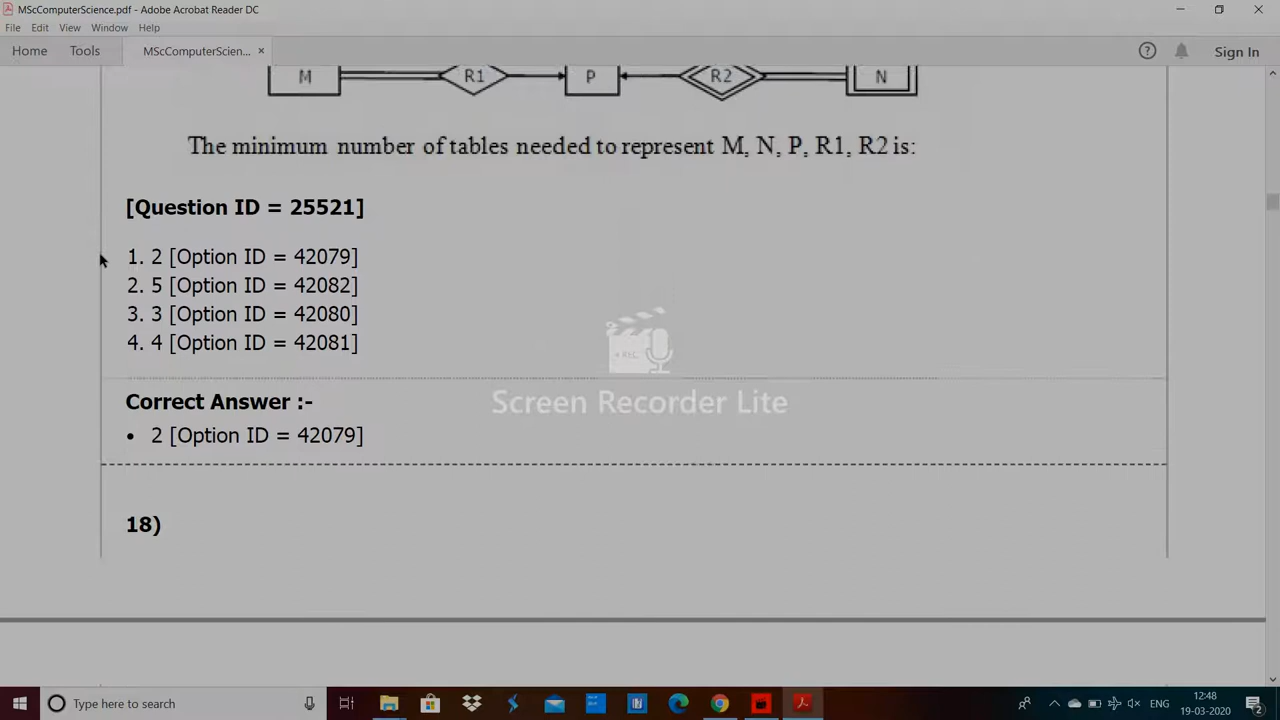 MScComputerScience.pdf - Adobe Acrobat Reader DC
File Edit View Window Help
Home Tools MScComputerScien... × ? Sign In
M R1 P R2 N
The minimum number of tables needed to represent M, N, P, R1, R2 is:
[Question ID = 25521]
1. 2 [Option ID = 42079]
2. 5 [Option ID = 42082]
3. 3 [Option ID = 42080]
4. 4 [Option ID = 42081]
• REC
Screen Recorder Lite
Correct Answer :-
• 2 [Option ID = 42079]
18)
Type here to search ENG 12:48
19-03-2020 2